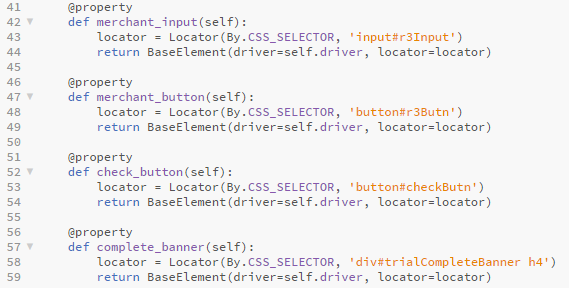 41 @property
42 def merchant_input(self):
43 locator = Locator(By.CSS_SELECTOR, 'input#r3Input')
44 return BaseElement(driver=self.driver, locator=locator)
45
46 @property
47 def merchant_button(self):
48 locator = Locator(By.CSS_SELECTOR, 'button#r3Butn')
49 return BaseElement(driver=self.driver, locator=locator)
50
51 @property
52 def check_button(self):
53 locator = Locator(By.CSS_SELECTOR, 'button#checkButn')
54 return BaseElement(driver=self.driver, locator=locator)
55
56 @property
57 def complete_banner(self):
58 locator = Locator(By.CSS_SELECTOR, 'div#trialCompleteBanner h4')
59 return BaseElement(driver=self.driver, locator=locator)